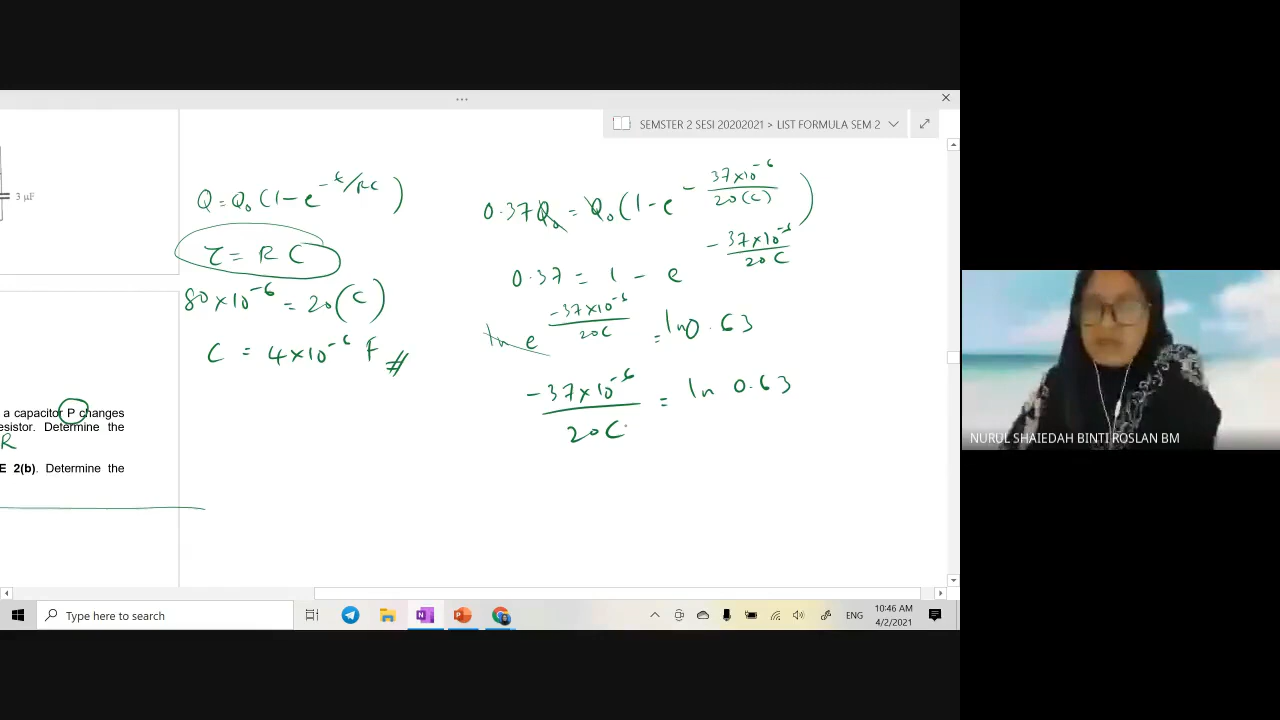 SEMSTER 2 SESI 20202021 > LIST FORMULA SEM 2
3 µF
Q = Q₀ (1 - e^(-t/RC))
τ = RC
80×10⁻⁶ = 20(C)
C = 4×10⁻⁶ F
a capacitor P changes
esistor. Determine the
R
E 2(b). Determine the
0.37Q₀ = Q₀(1 - e^(-37×10⁻⁶/20(C)))
0.37 = 1 - e^(-37×10⁻⁶/20C)
ln e^(-37×10⁻⁶/20C) = ln 0.63
-37×10⁻⁶/20C = ln 0.63
NURUL SHAIEDAH BINTI ROSLAN BM
Type here to search
ENG
10:46 AM
4/2/2021